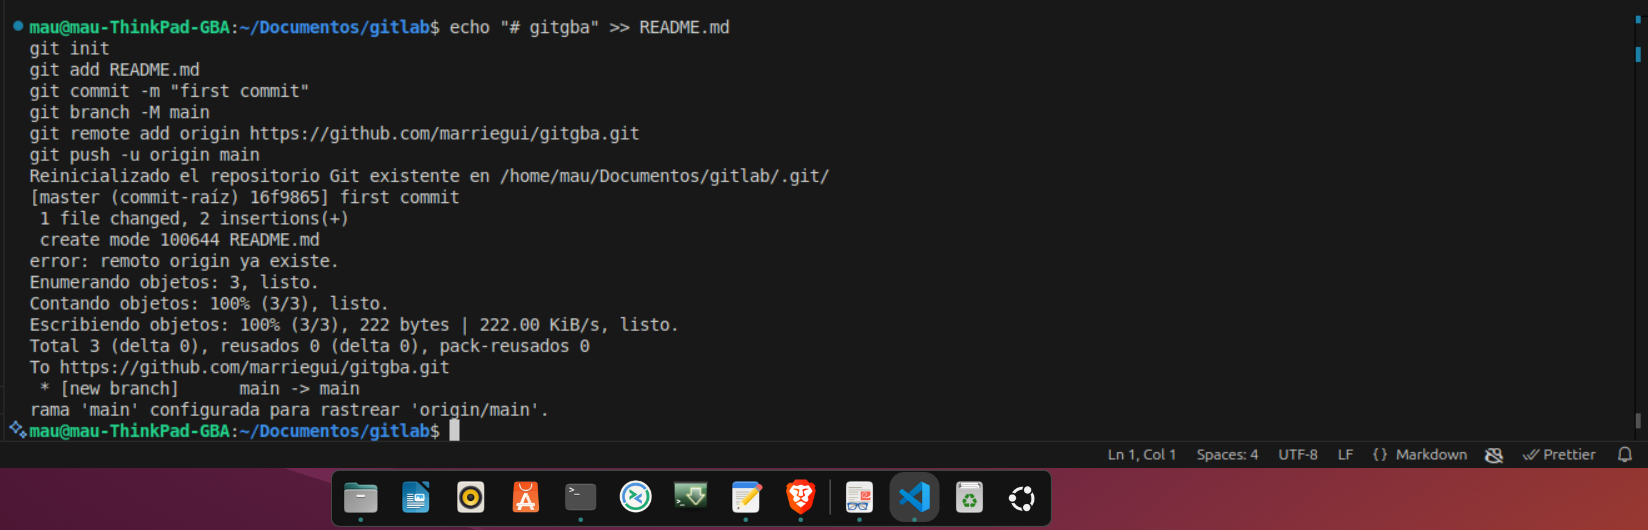 mau@mau-ThinkPad-GBA:~/Documentos/gitlab$ echo "# gitgba" >> README.md
git init
git add README.md
git commit -m "first commit"
git branch -M main
git remote add origin https://github.com/marriegui/gitgba.git
git push -u origin main
Reinicializado el repositorio Git existente en /home/mau/Documentos/gitlab/.git/
[master (commit-raíz) 16f9865] first commit
 1 file changed, 2 insertions(+)
 create mode 100644 README.md
error: remoto origin ya existe.
Enumerando objetos: 3, listo.
Contando objetos: 100% (3/3), listo.
Escribiendo objetos: 100% (3/3), 222 bytes | 222.00 KiB/s, listo.
Total 3 (delta 0), reusados 0 (delta 0), pack-reusados 0
To https://github.com/marriegui/gitgba.git
 * [new branch]      main -> main
rama 'main' configurada para rastrear 'origin/main'.
mau@mau-ThinkPad-GBA:~/Documentos/gitlab$
Ln 1, Col 1 Spaces: 4 UTF-8 LF {} Markdown Prettier